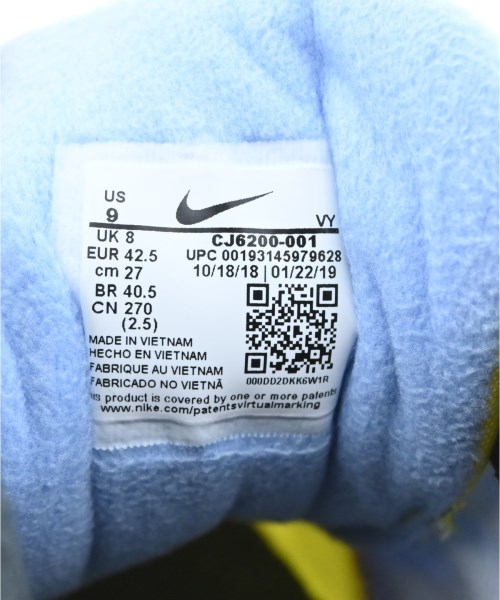 US
9
VY
UK 8
CJ6200-001
EUR 42.5
UPC 00193145979628
cm 27
10/18/18 | 01/22/19
BR 40.5
CN 270
(2.5)
MADE IN VIETNAM
HECHO EN VIETNAM
FABRIQUE AU VIETNAM
FABRICADO NO VIETNÃ
000DD2DKK6W1R
his product is covered by one or more patents
www.nike.com/patentsvirtualmarking